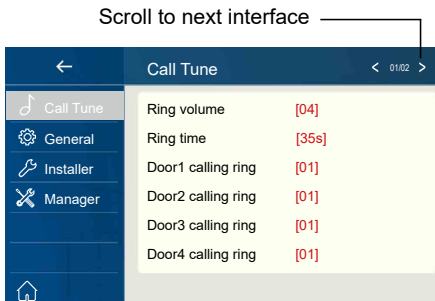 Scroll to next interface
Call Tune
< 01/02 >
Call Tune
General
Installer
Manager
Ring volume [04]
Ring time [35s]
Door1 calling ring [01]
Door2 calling ring [01]
Door3 calling ring [01]
Door4 calling ring [01]